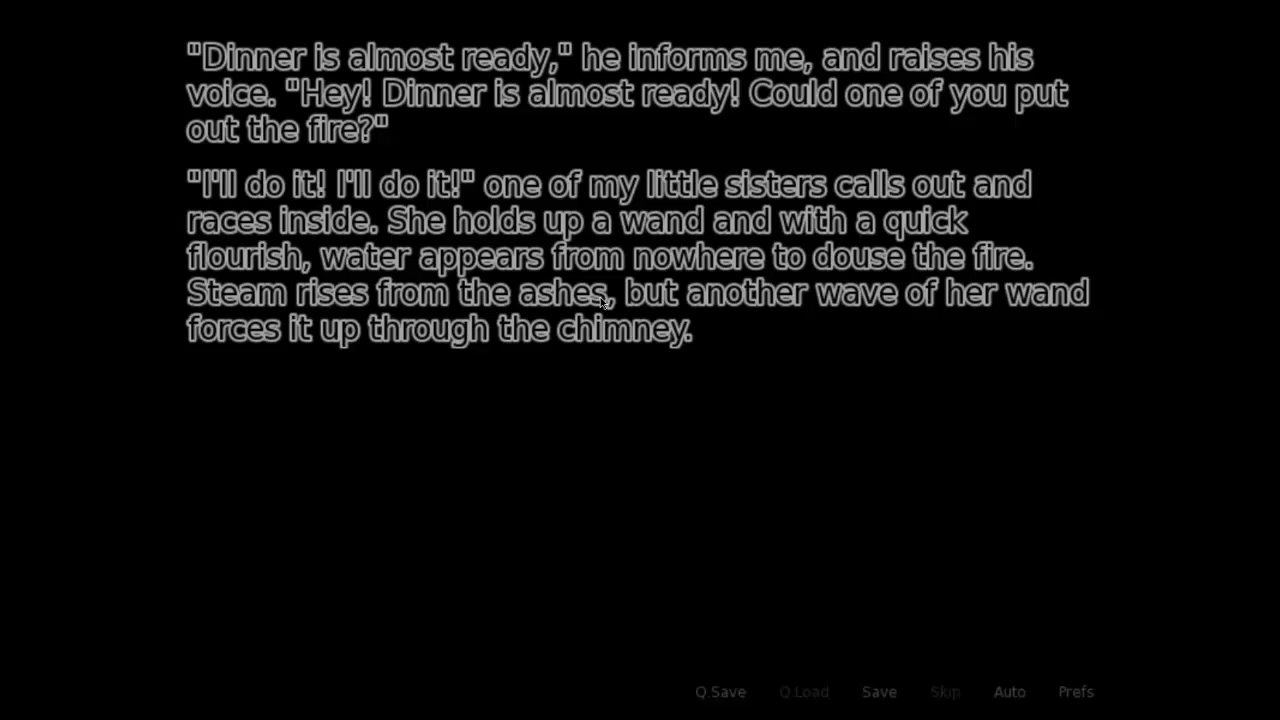 "Dinner is almost ready," he informs me, and raises his
voice. "Hey! Dinner is almost ready! Could one of you put
out the fire?"
"I'll do it! I'll do it!" one of my little sisters calls out and
races inside. She holds up a wand and with a quick
flourish, water appears from nowhere to douse the fire.
Steam rises from the ashes, but another wave of her wand
forces it up through the chimney.
Q.Save Q.Load Save Skip Auto Prefs